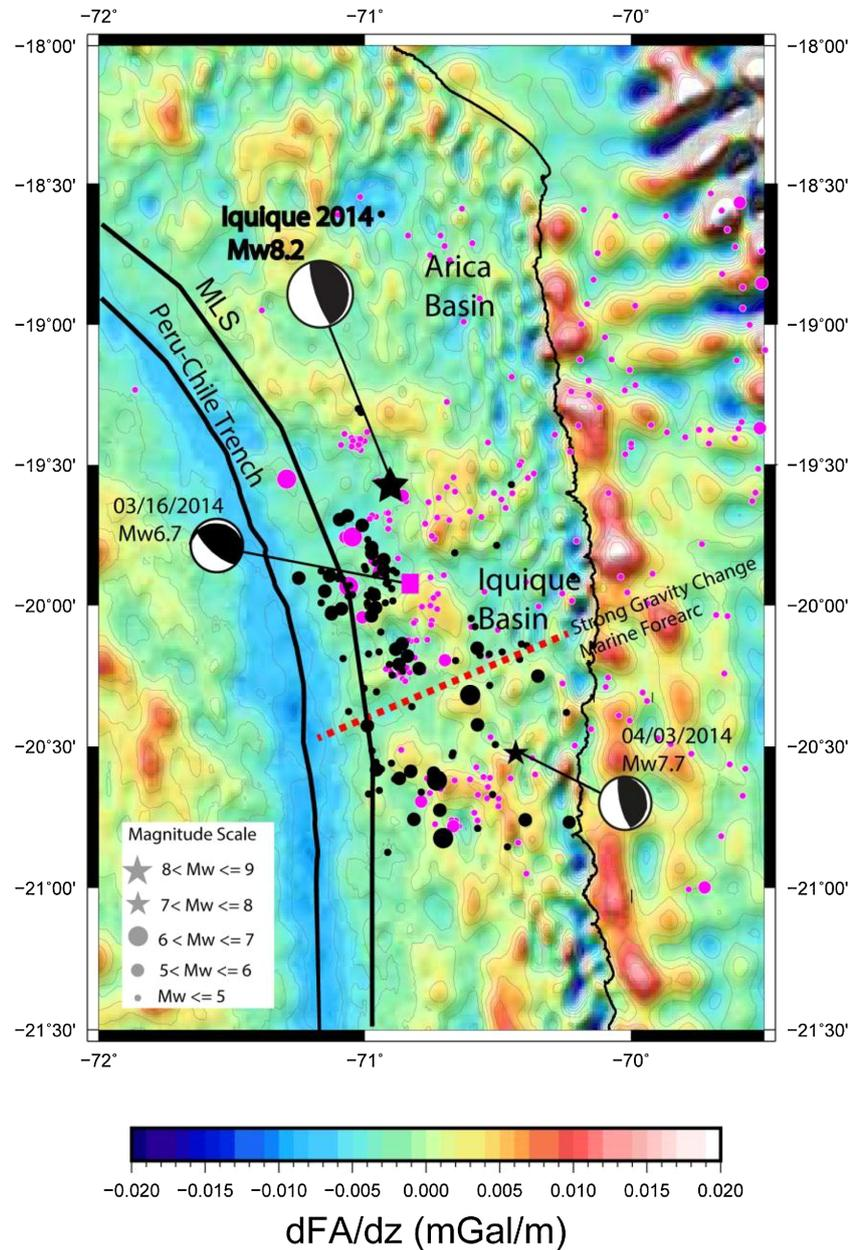 −72˚ −71˚ −70˚
−18˚00' −18˚00'
−18˚30' −18˚30'
Iquique 2014
Mw8.2
Arica
Basin
MLS
−19˚00' −19˚00'
Peru-Chile Trench
−19˚30' −19˚30'
03/16/2014
Mw6.7
Iquique
Basin
−20˚00' −20˚00'
Strong Gravity Change
Marine Forearc
−20˚30' −20˚30'
04/03/2014
Mw7.7
Magnitude Scale
8< Mw <= 9
7< Mw <= 8
6 < Mw <= 7
5< Mw <= 6
Mw <= 5
−21˚00' −21˚00'
−21˚30' −21˚30'
−72˚ −71˚ −70˚
−0.020 −0.015 −0.010 −0.005 0.000 0.005 0.010 0.015 0.020
dFA/dz (mGal/m)